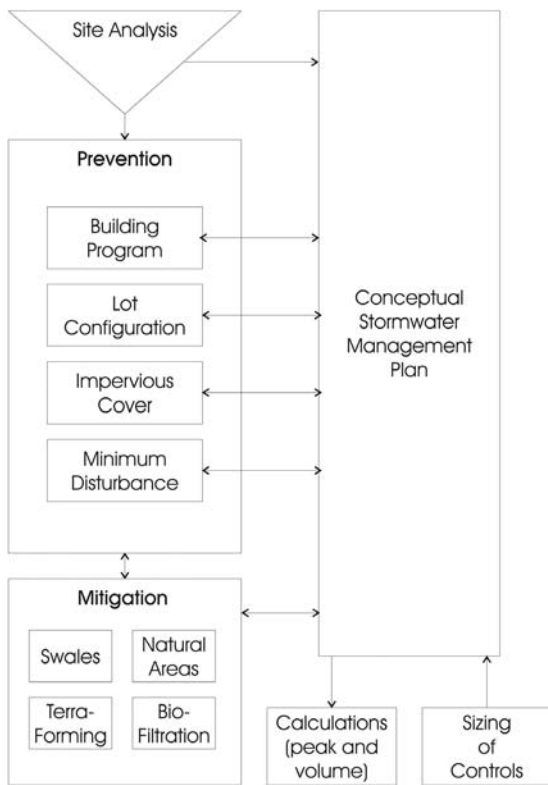 Site Analysis
Prevention
Building
Program
Lot
Configuration
Impervious
Cover
Minimum
Disturbance
Conceptual
Stormwater
Management
Plan
Mitigation
Swales
Natural
Areas
Terra-
Forming
Bio-
Filtration
Calculations
(peak and
volume)
Sizing
of
Controls